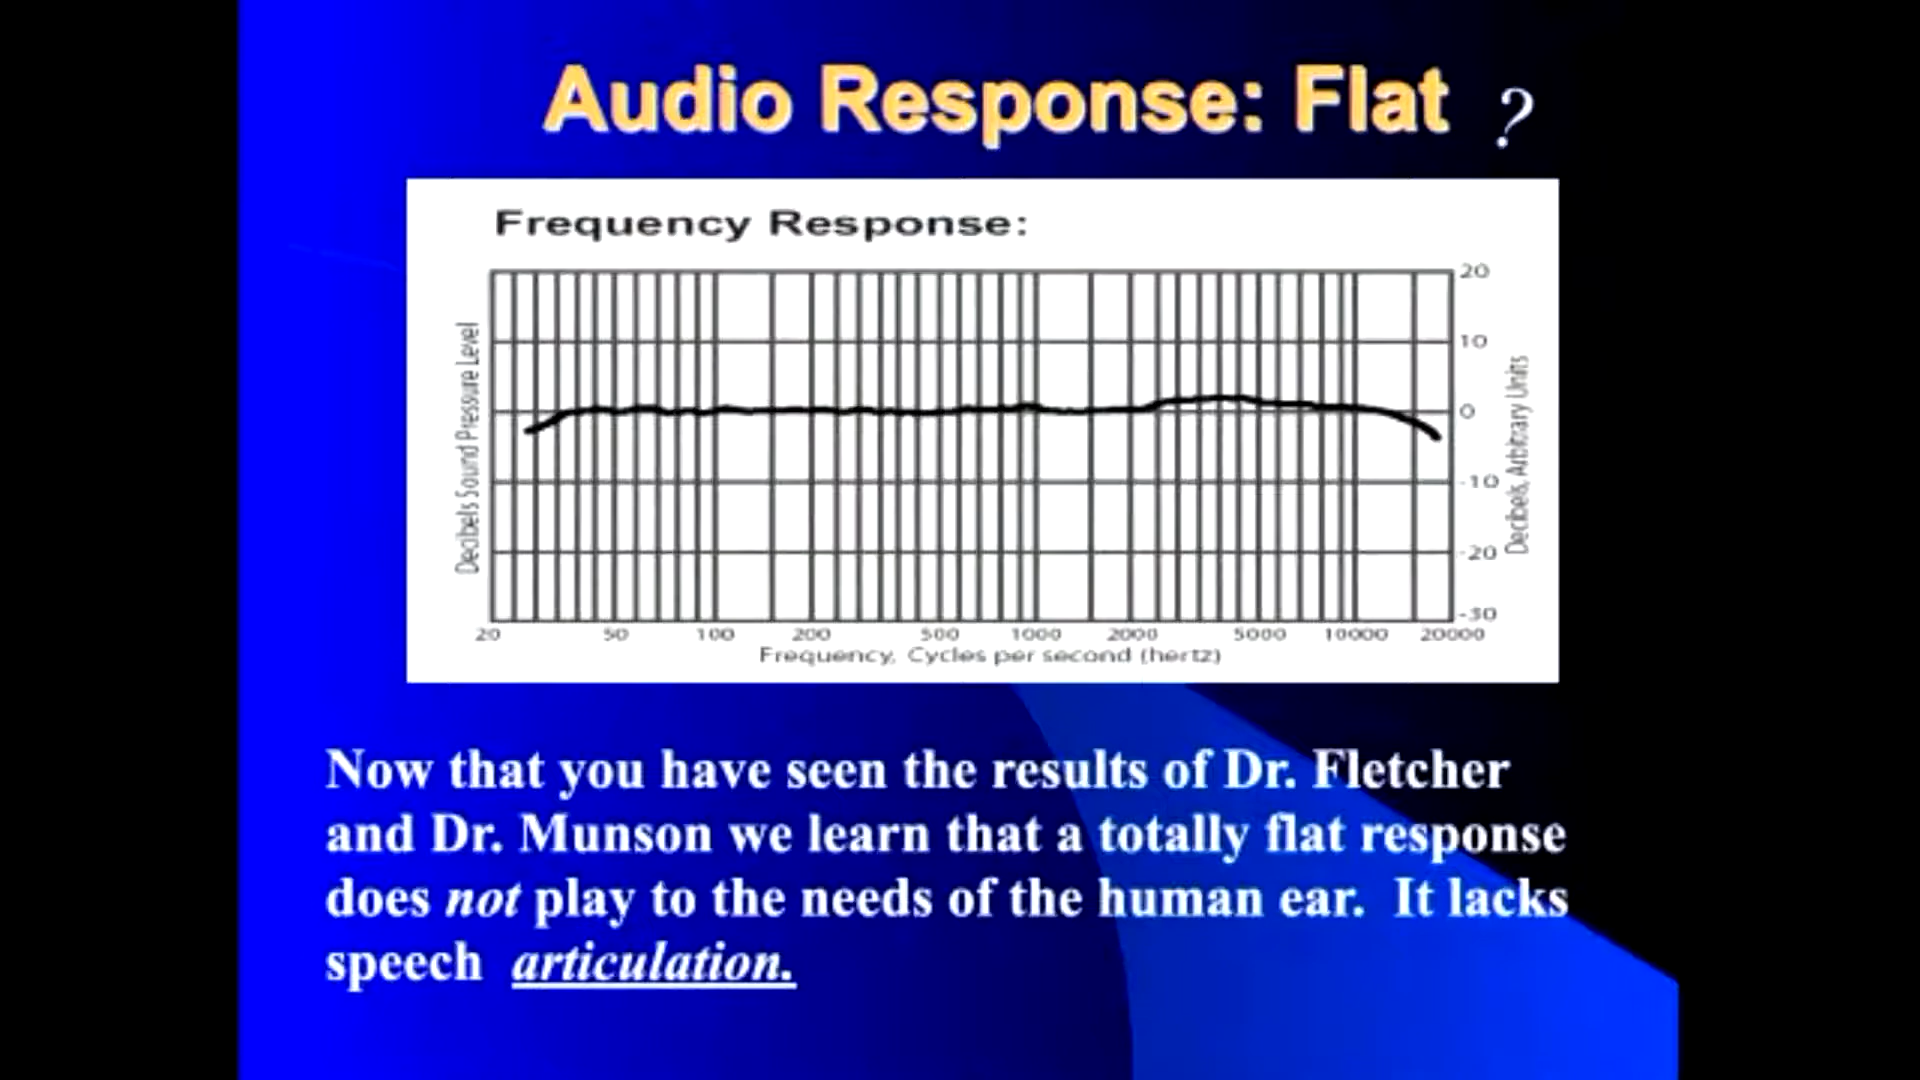 Audio Response: Flat ?
Frequency Response:
Decibels Sound Pressure Level
20
10
0
-10
-20
-30
Decibels, Arbitrary Units
20 50 100 200 500 1000 2000 5000 10000 20000
Frequency, Cycles per second (hertz)
Now that you have seen the results of Dr. Fletcher
and Dr. Munson we learn that a totally flat response
does not play to the needs of the human ear. It lacks
speech articulation.